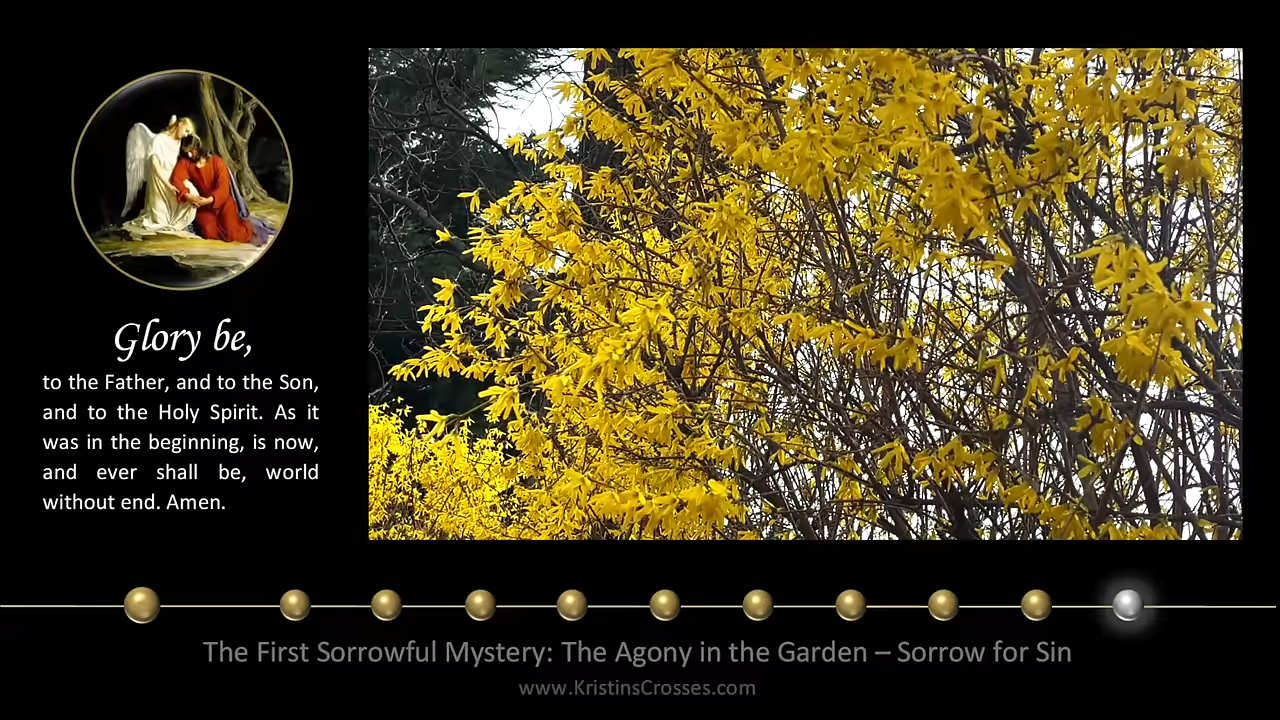 Glory be,
to the Father, and to the Son,
and to the Holy Spirit. As it
was in the beginning, is now,
and ever shall be, world
without end. Amen.
The First Sorrowful Mystery: The Agony in the Garden – Sorrow for Sin
www.KristinsCrosses.com